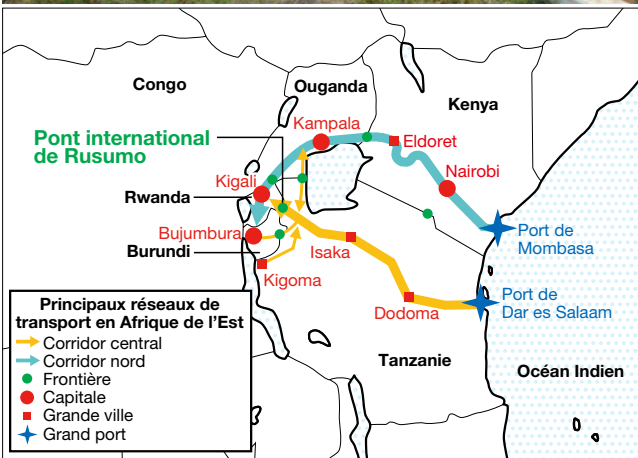 Congo
Ouganda
Kenya
Kampala
Eldoret
Pont international
de Rusumo
Kigali
Nairobi
Rwanda
Bujumbura
Burundi
Port de
Mombasa
Isaka
Kigoma
Port de
Dar es Salaam
Dodoma
Tanzanie
Océan Indien
Principaux réseaux de
transport en Afrique de l'Est
Corridor central
Corridor nord
Frontière
Capitale
Grande ville
Grand port